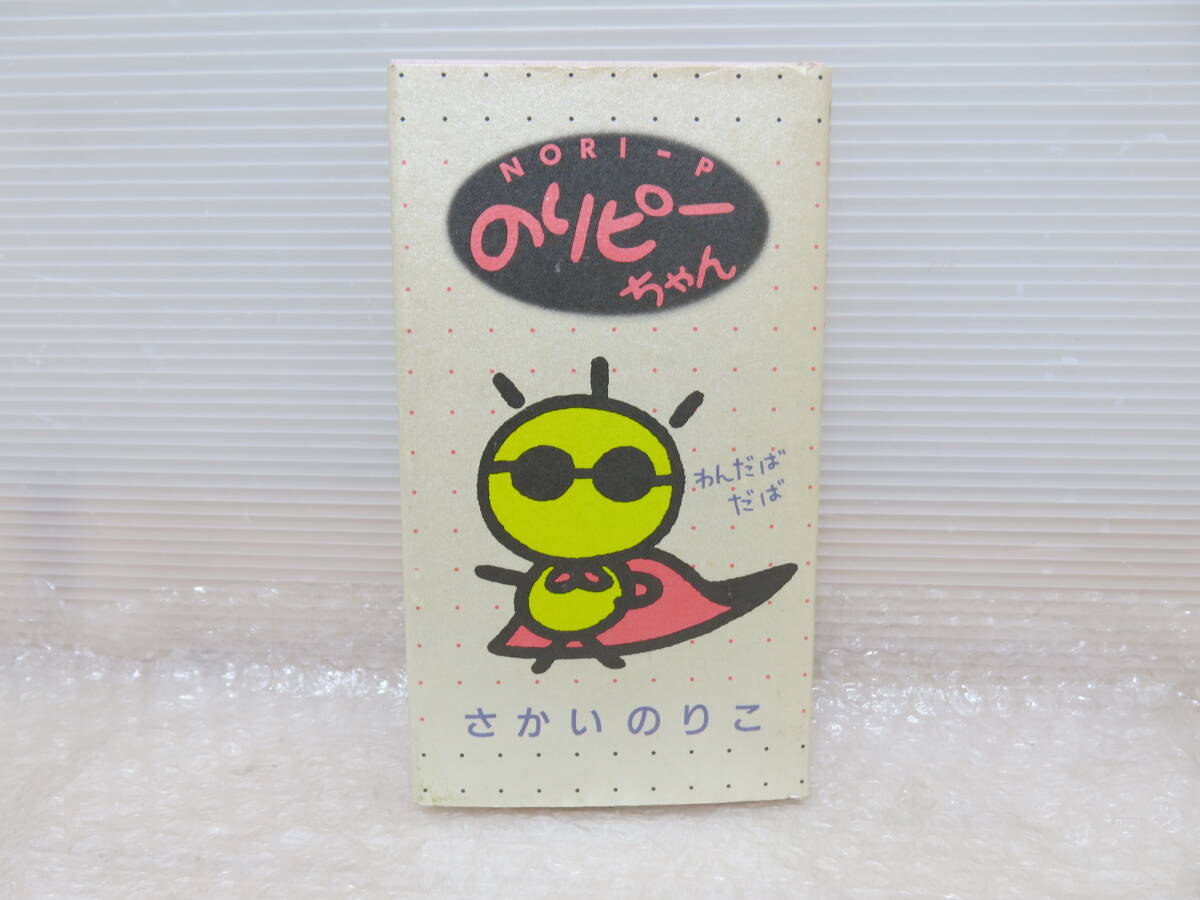 NORI-P
のりピー
ちゃん
わんだば
だば
さかいのりこ